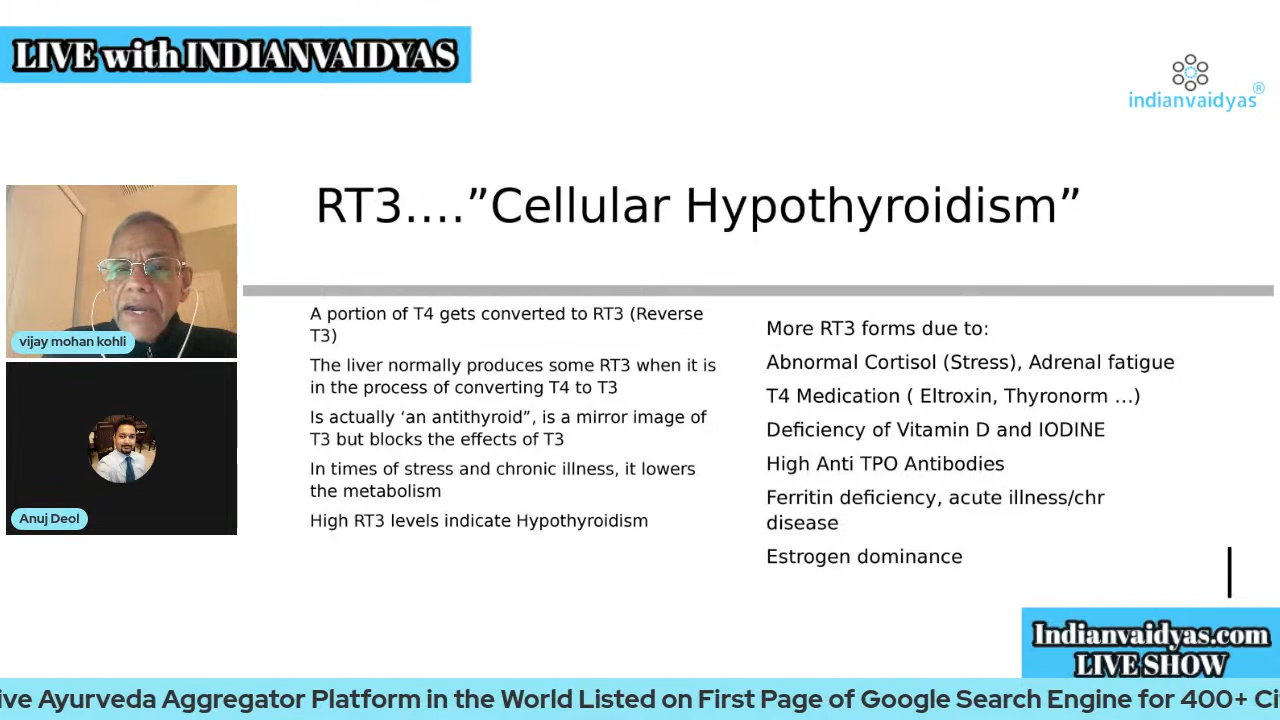 LIVE with INDIANVAIDYAS
indianvaidyas®
RT3....”Cellular Hypothyroidism”
A portion of T4 gets converted to RT3 (Reverse
T3)
The liver normally produces some RT3 when it is
in the process of converting T4 to T3
Is actually ‘an antithyroid”, is a mirror image of
T3 but blocks the effects of T3
In times of stress and chronic illness, it lowers
the metabolism
High RT3 levels indicate Hypothyroidism
More RT3 forms due to:
Abnormal Cortisol (Stress), Adrenal fatigue
T4 Medication ( Eltroxin, Thyronorm ...)
Deficiency of Vitamin D and IODINE
High Anti TPO Antibodies
Ferritin deficiency, acute illness/chr
disease
Estrogen dominance
vijay mohan kohli
Anuj Deol
Indianvaidyas.com
LIVE SHOW
ive Ayurveda Aggregator Platform in the World Listed on First Page of Google Search Engine for 400+ Ci